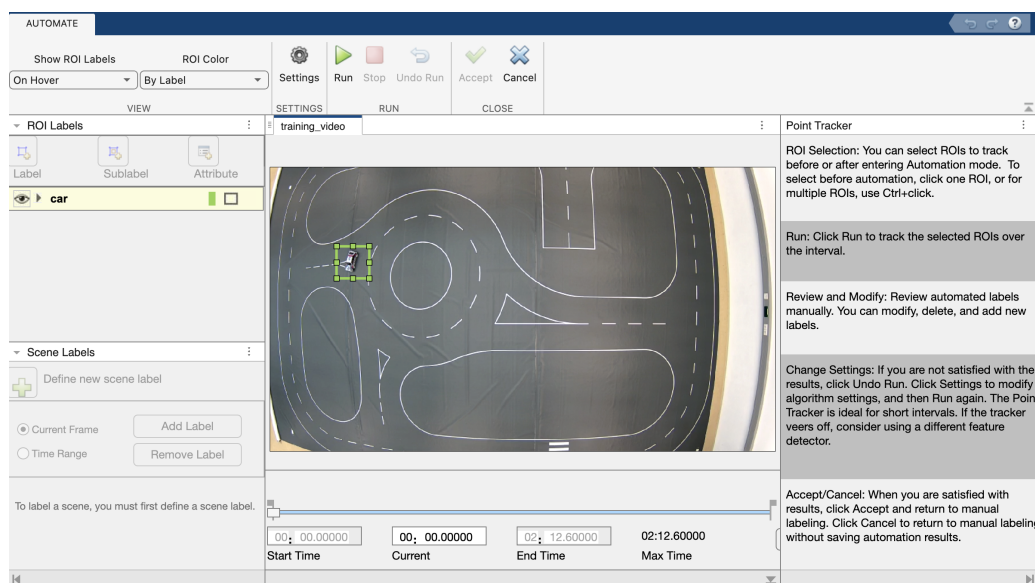 AUTOMATE
Show ROI Labels
ROI Color
On Hover
By Label
Settings
Run
Stop
Undo Run
Accept
Cancel
VIEW
SETTINGS
RUN
CLOSE
ROI Labels
Label
Sublabel
Attribute
car
Scene Labels
Define new scene label
Current Frame
Time Range
Add Label
Remove Label
To label a scene, you must first define a scene label.
training_video
00: 00.00000
00: 00.00000
02: 12.60000
02:12.60000
Start Time
Current
End Time
Max Time
Point Tracker
ROI Selection: You can select ROIs to track
before or after entering Automation mode. To
select before automation, click one ROI, or for
multiple ROIs, use Ctrl+click.
Run: Click Run to track the selected ROIs over
the interval.
Review and Modify: Review automated labels
manually. You can modify, delete, and add new
labels.
Change Settings: If you are not satisfied with the
results, click Undo Run. Click Settings to modify
algorithm settings, and then Run again. The Poin
Tracker is ideal for short intervals. If the tracker
veers off, consider using a different feature
detector.
Accept/Cancel: When you are satisfied with
results, click Accept and return to manual
labeling. Click Cancel to return to manual labeling
without saving automation results.